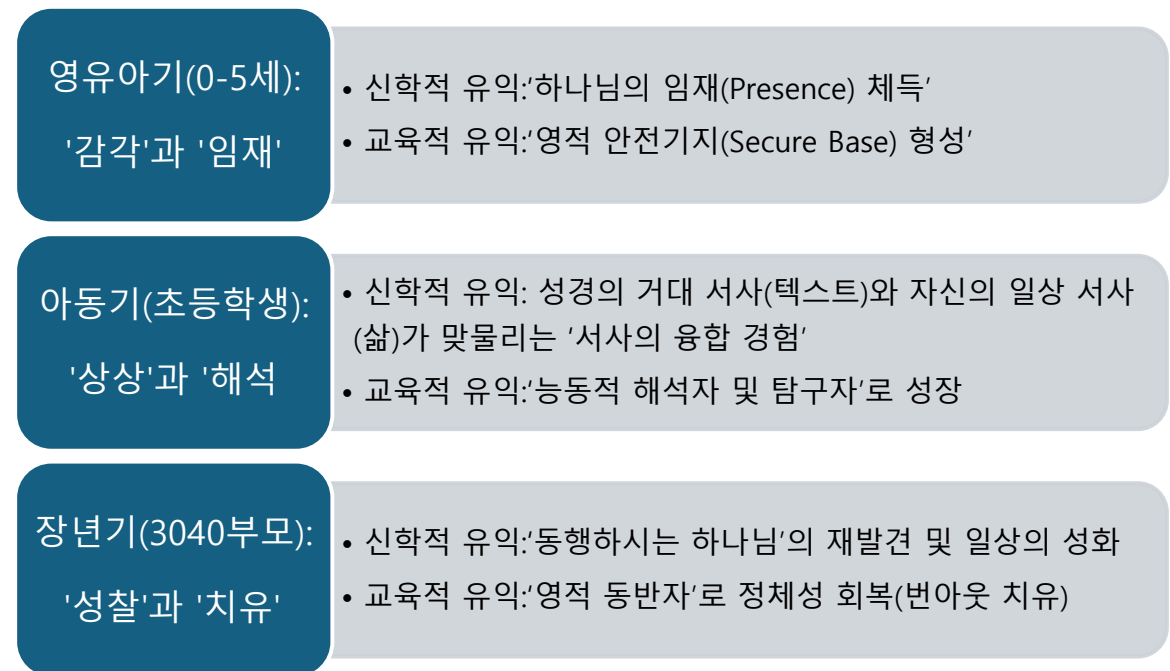 영유아기(0-5세):
'감각'과 '임재'
• 신학적 유익:'하나님의 임재(Presence) 체득'
• 교육적 유익:'영적 안전기지(Secure Base) 형성'
아동기(초등학생):
'상상'과 '해석
• 신학적 유익: 성경의 거대 서사(텍스트)와 자신의 일상 서사
(삶)가 맞물리는 '서사의 융합 경험'
• 교육적 유익:'능동적 해석자 및 탐구자'로 성장
장년기(3040부모):
'성찰'과 '치유'
• 신학적 유익:'동행하시는 하나님'의 재발견 및 일상의 성화
• 교육적 유익:'영적 동반자'로 정체성 회복(번아웃 치유)